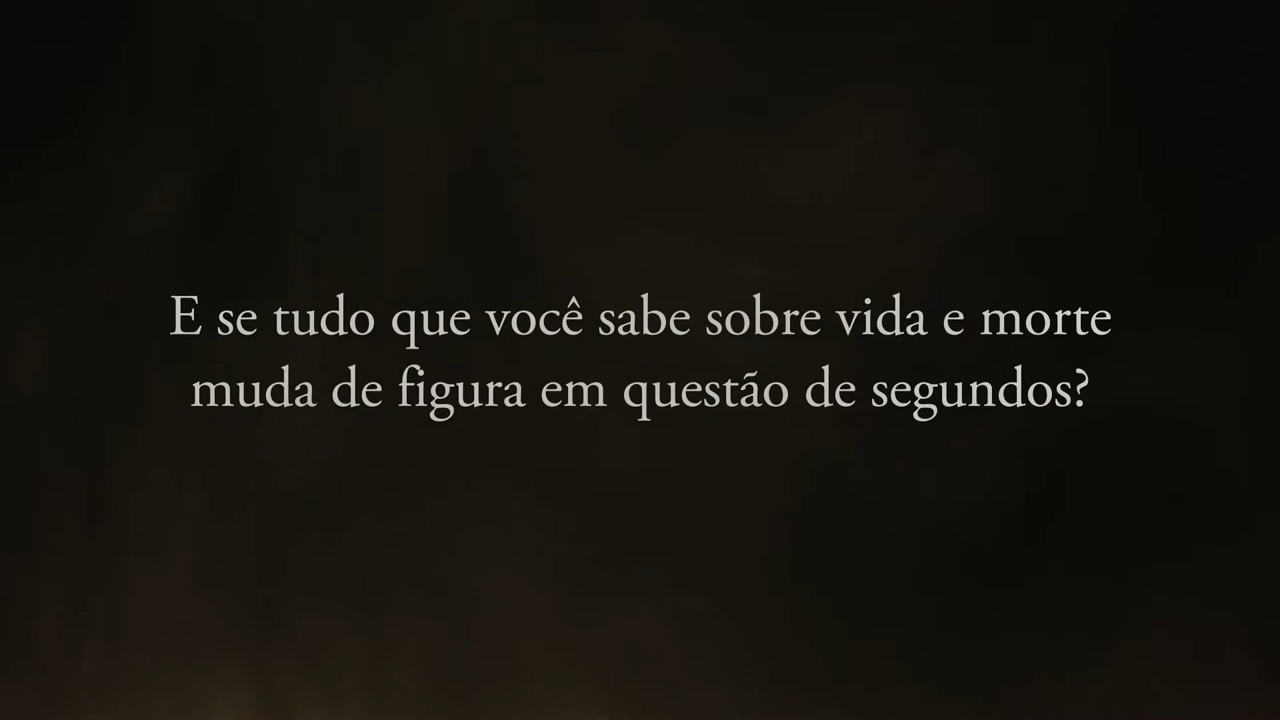 E se tudo que você sabe sobre vida e morte
muda de figura em questão de segundos?